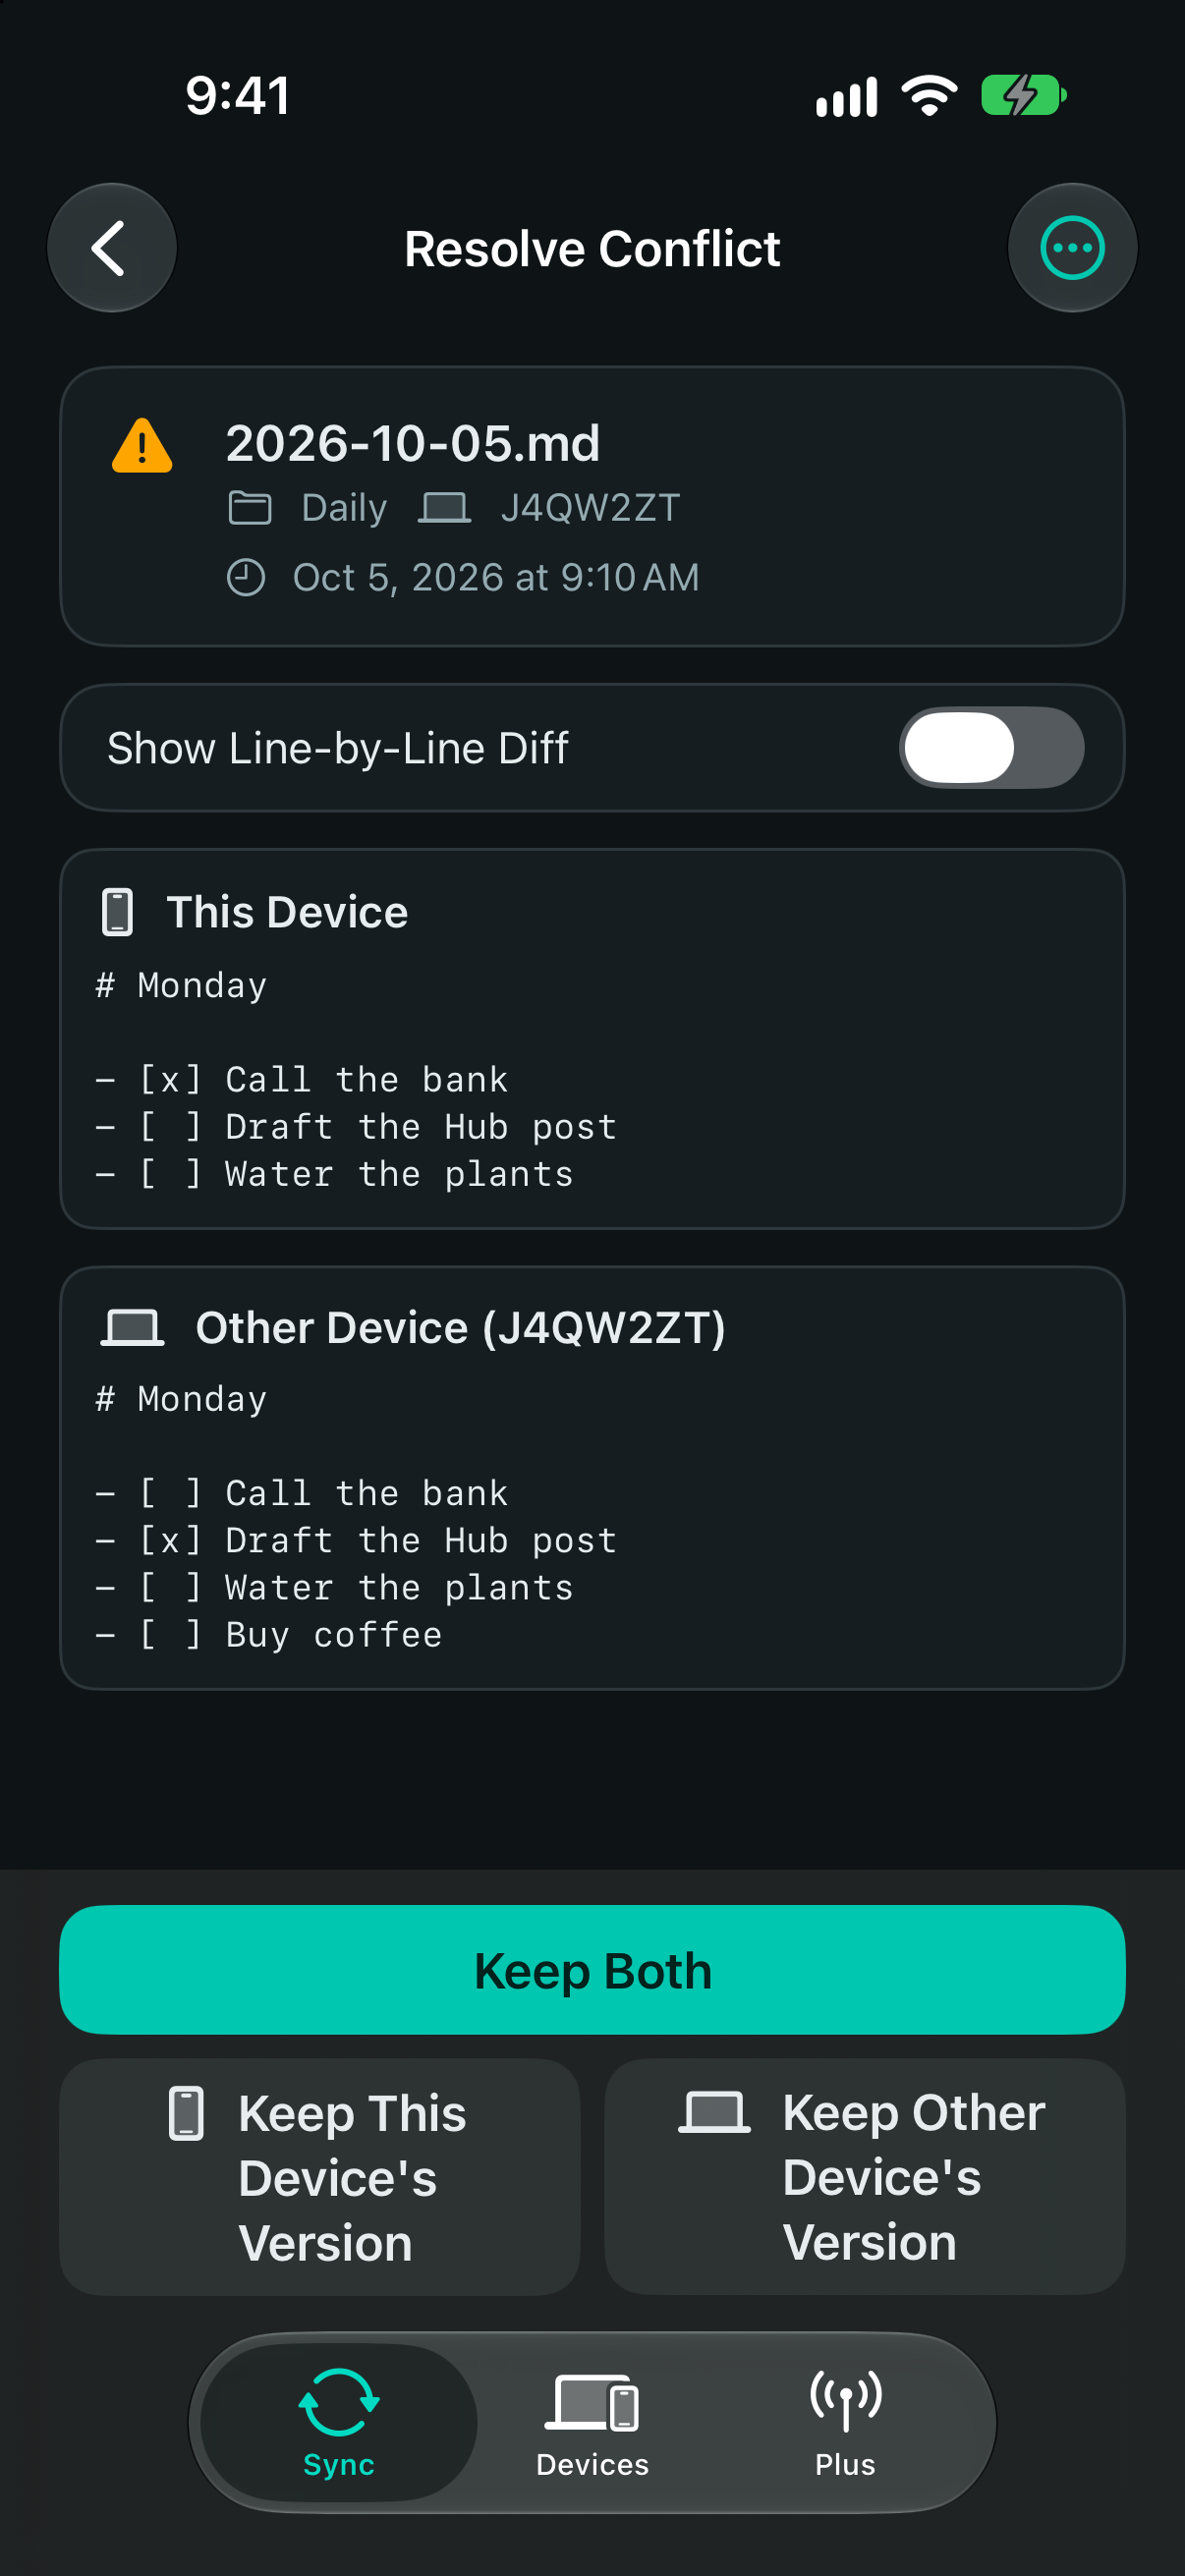 9:41
Resolve Conflict
2026-10-05.md
Daily J4QW2ZT
Oct 5, 2026 at 9:10 AM
Show Line-by-Line Diff
This Device
# Monday
– [x] Call the bank
– [ ] Draft the Hub post
– [ ] Water the plants
Other Device (J4QW2ZT)
# Monday
– [ ] Call the bank
– [x] Draft the Hub post
– [ ] Water the plants
– [ ] Buy coffee
Keep Both
Keep This
Device's
Version
Keep Other
Device's
Version
Sync Devices Plus